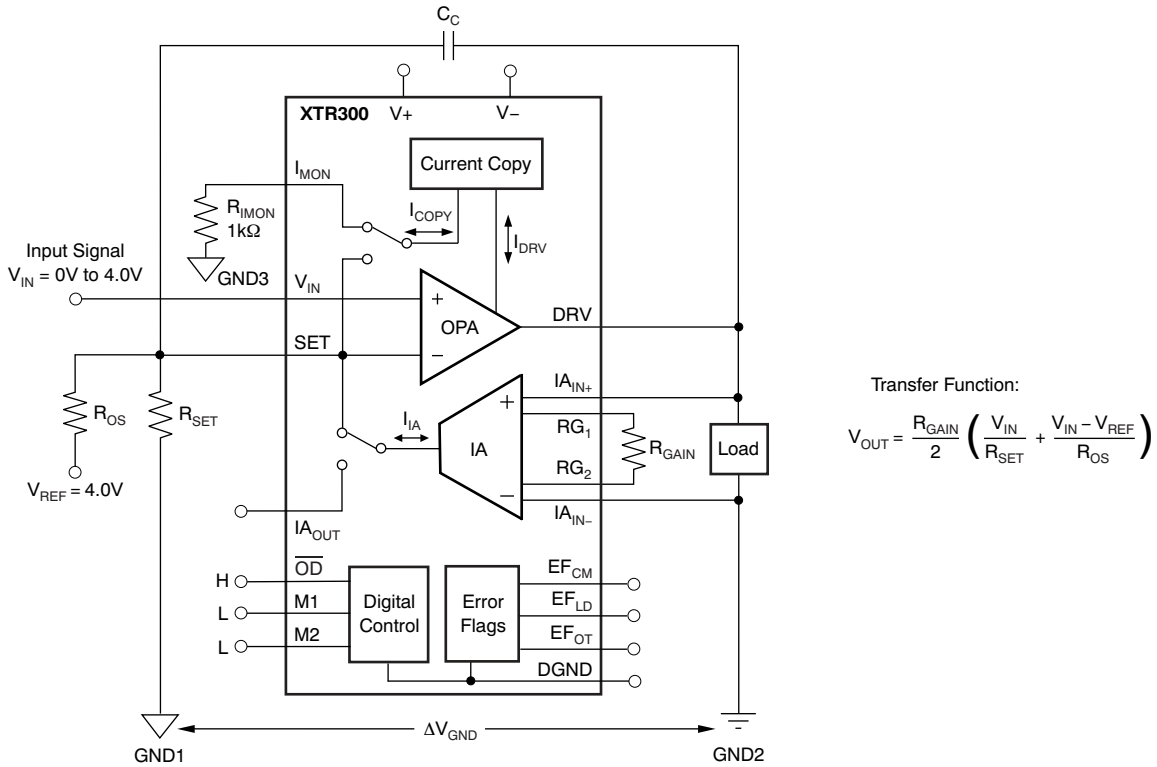 C_C
XTR300
V+
V−
Current Copy
I_MON
R_IMON
1kΩ
GND3
I_COPY
I_DRV
Input Signal
V_IN = 0V to 4.0V
V_IN
+
OPA
−
DRV
SET
R_OS
R_SET
V_REF = 4.0V
I_IA
IA
+
−
IA_IN+
RG_1
R_GAIN
RG_2
IA_IN−
Load
IA_OUT
H
L
L
O̅D̅
M1
M2
Digital
Control
Error
Flags
EF_CM
EF_LD
EF_OT
DGND
GND1
ΔV_GND
GND2
Transfer Function:
V_OUT = R_GAIN/2 (V_IN/R_SET + V_IN − V_REF/R_OS)